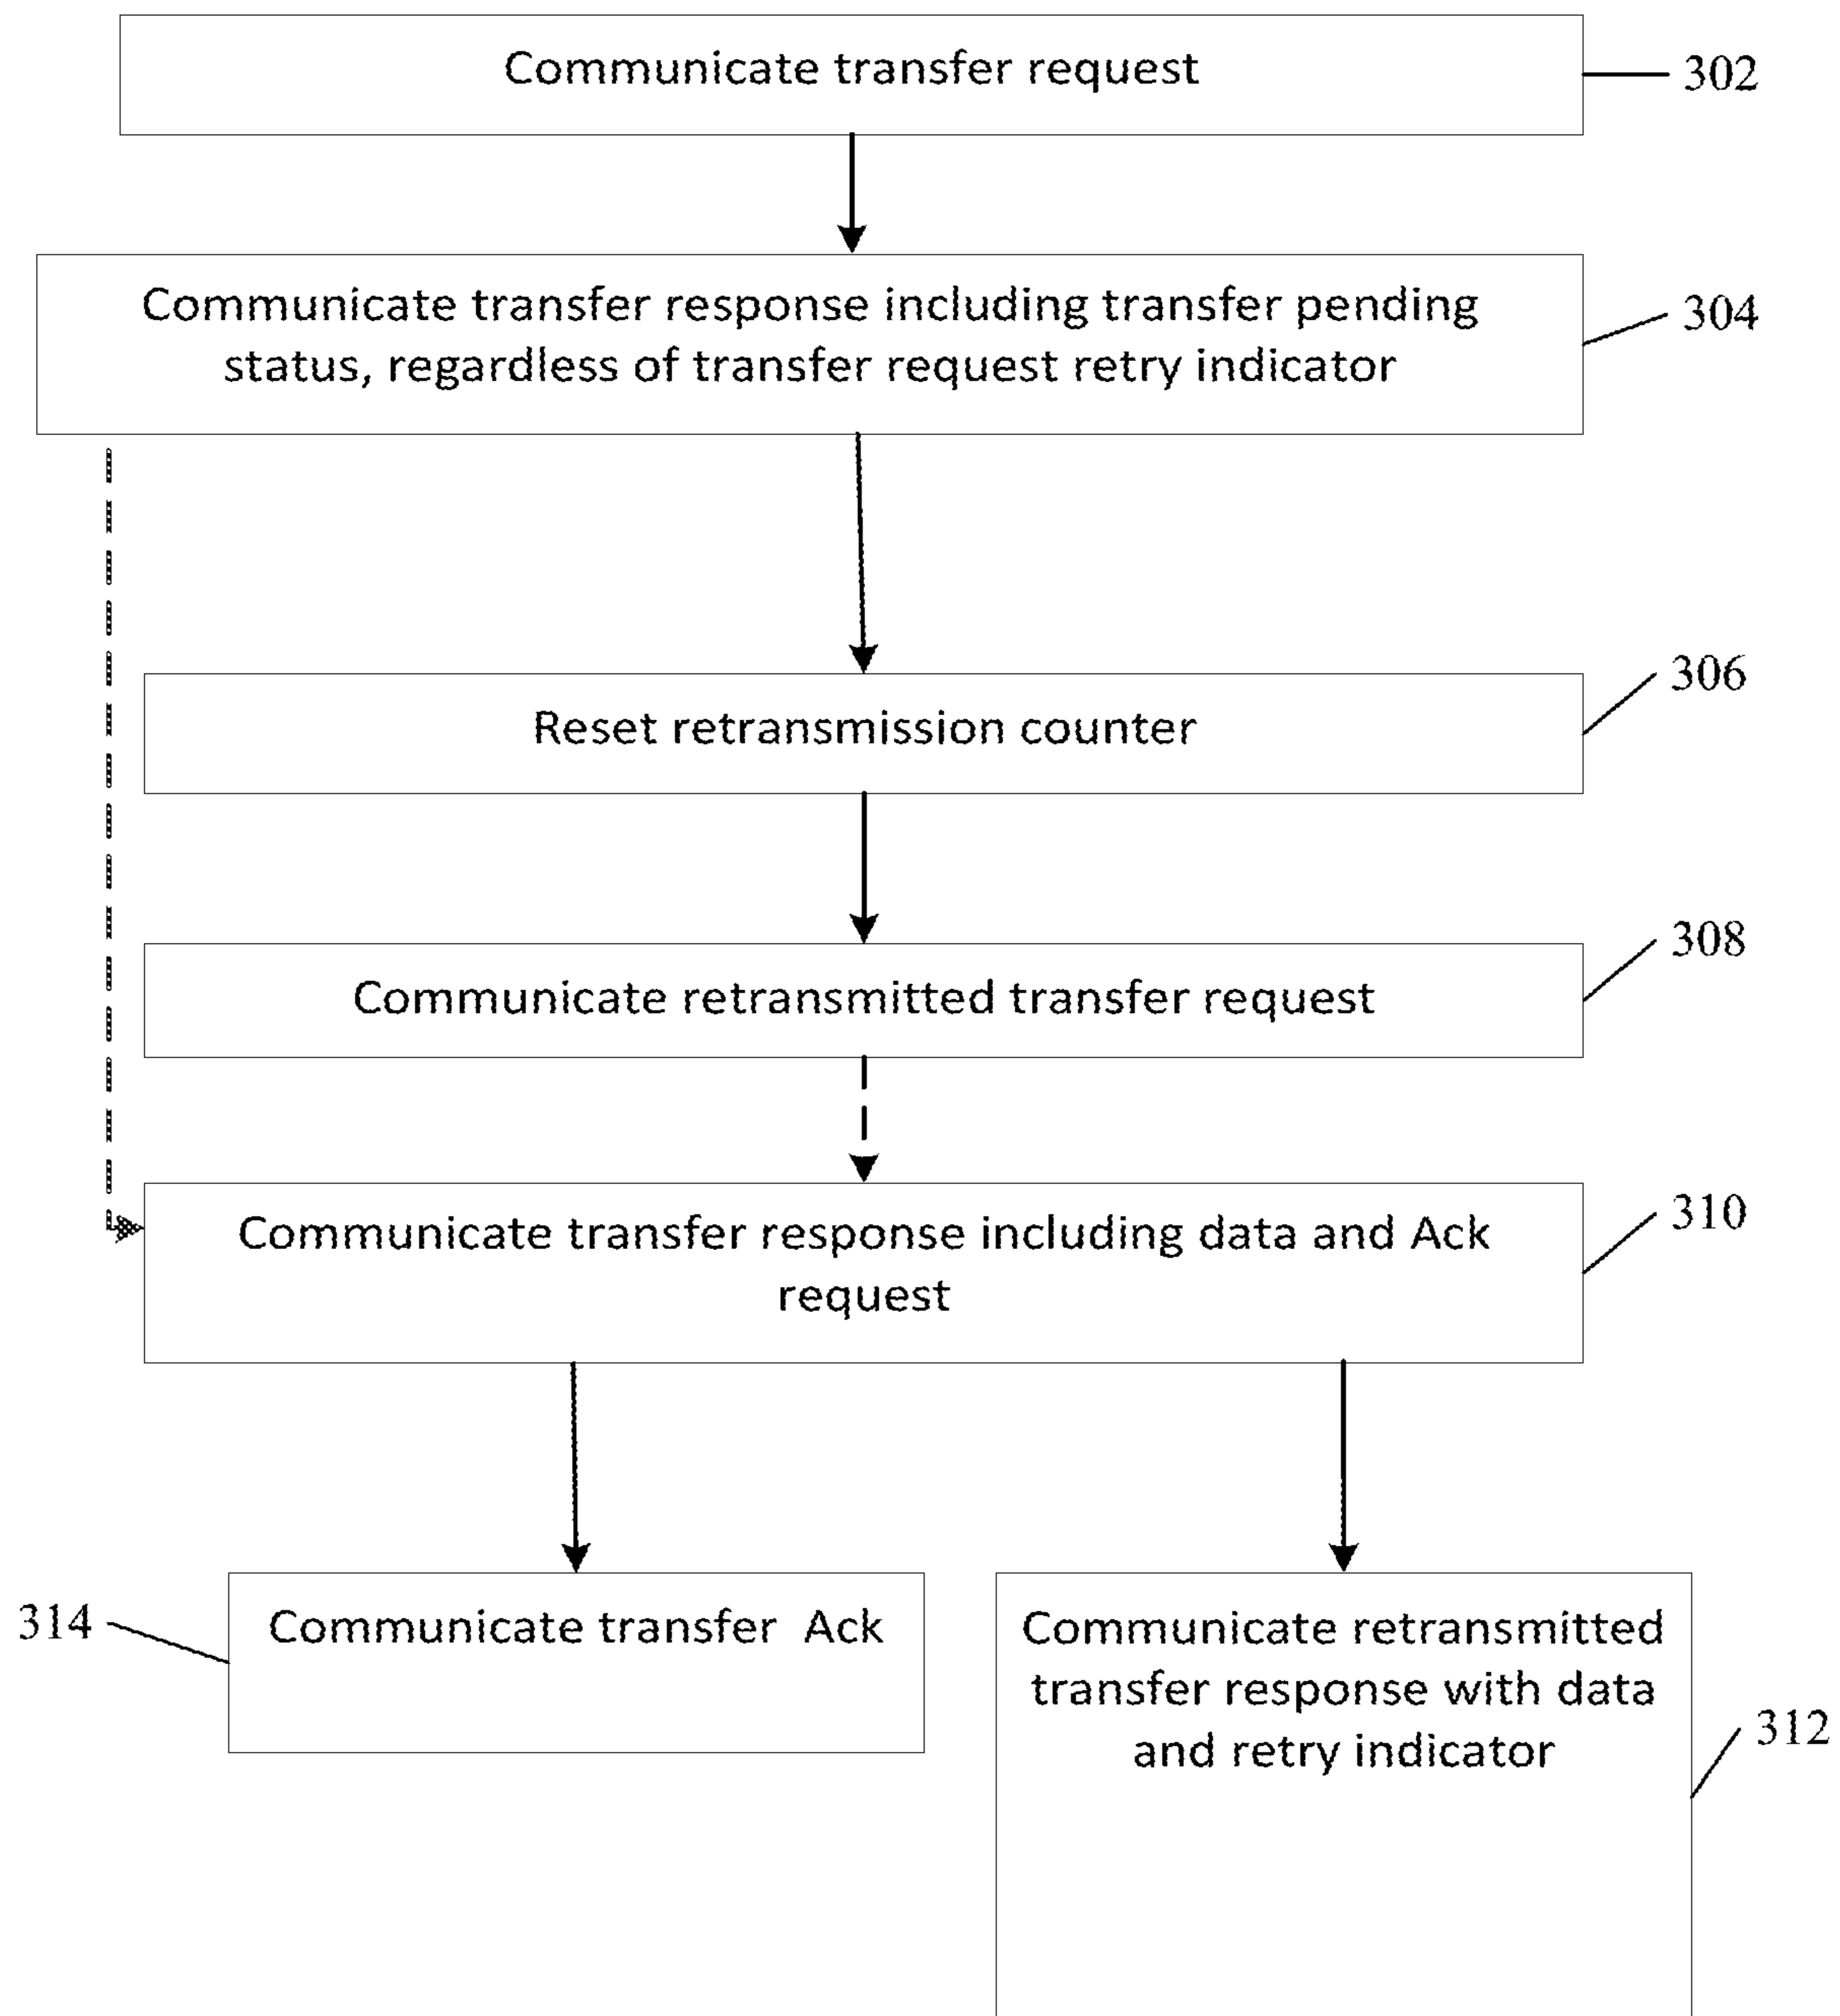 Communicate transfer request
302
Communicate transfer response including transfer pending
status, regardless of transfer request retry indicator
304
Reset retransmission counter
306
Communicate retransmitted transfer request
308
Communicate transfer response including data and Ack
request
310
314
Communicate transfer Ack
Communicate retransmitted
transfer response with data
and retry indicator
312